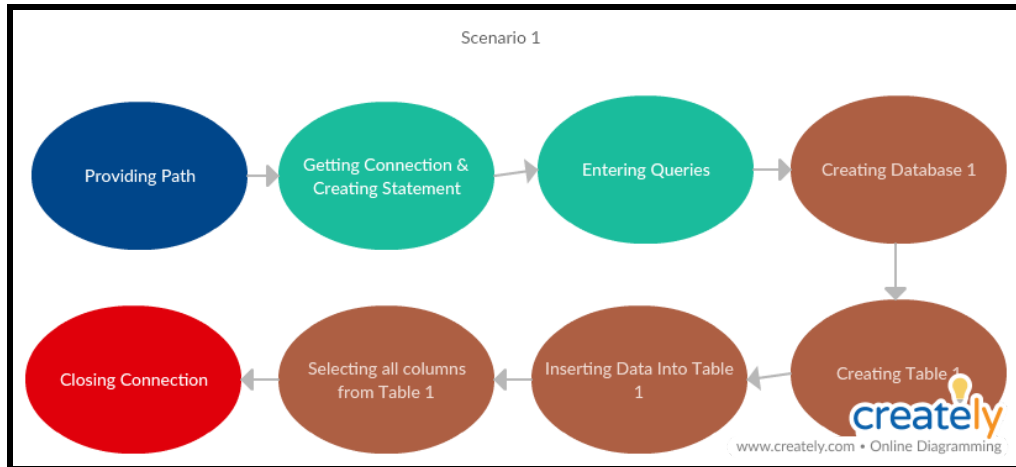 Scenario 1
Providing Path
Getting Connection &
Creating Statement
Entering Queries
Creating Database 1
Closing Connection
Selecting all columns
from Table 1
Inserting Data Into Table
1
Creating Table 1
creately
www.creately.com • Online Diagramming